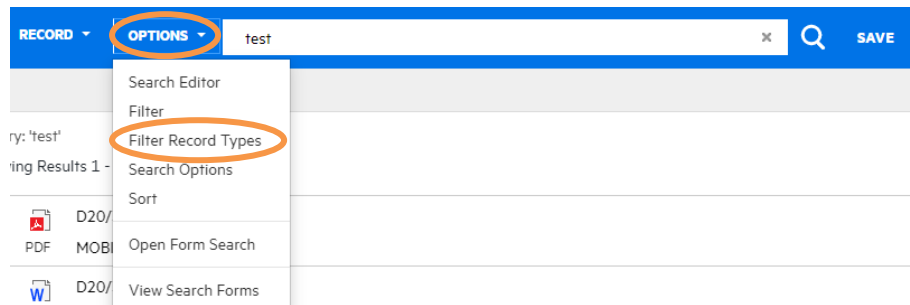 RECORD OPTIONS test × SAVE
Search Editor
Filter
ry: 'test'
Filter Record Types
ing Results 1 -
Search Options
Sort
D20/
PDF MOBI
Open Form Search
D20/
W
View Search Forms